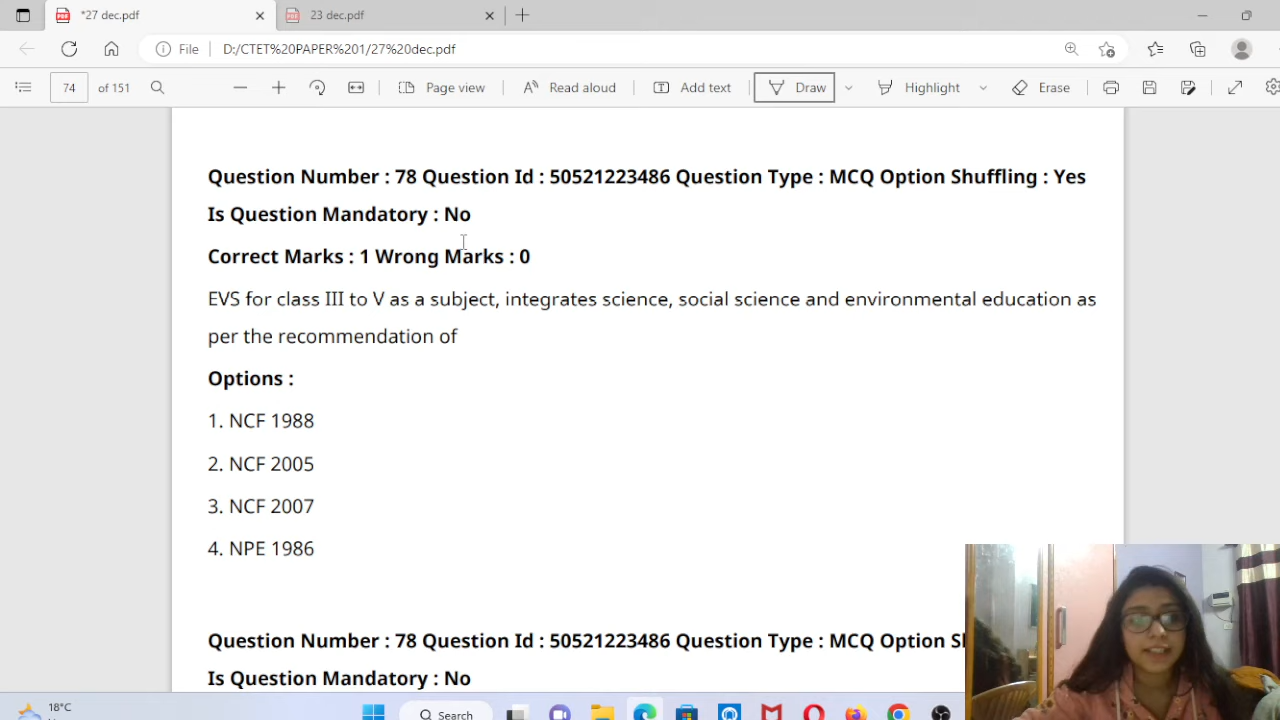 *27 dec.pdf
23 dec.pdf
File
D:/CTET%20PAPER%201/27%20dec.pdf
74 of 151
Page view
Read aloud
Add text
Draw
Highlight
Erase
Question Number : 78 Question Id : 50521223486 Question Type : MCQ Option Shuffling : Yes
Is Question Mandatory : No
Correct Marks : 1 Wrong Marks : 0
EVS for class III to V as a subject, integrates science, social science and environmental education as
per the recommendation of
Options :
1. NCF 1988
2. NCF 2005
3. NCF 2007
4. NPE 1986
Question Number : 78 Question Id : 50521223486 Question Type : MCQ Option
Is Question Mandatory : No
18°C
Search